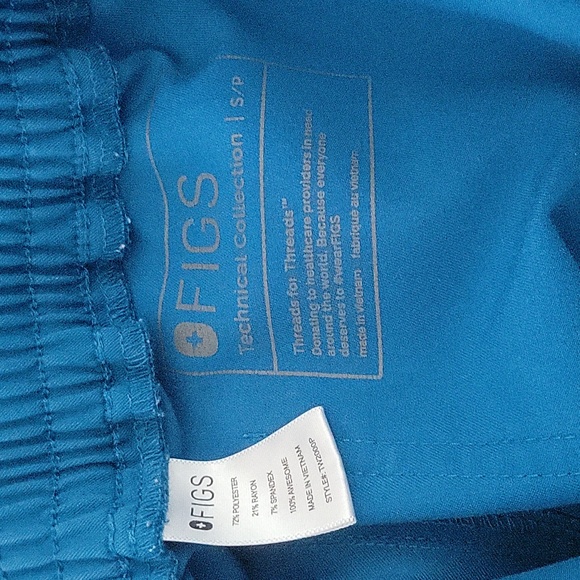 FIGS
Technical Collection | S/P
Threads for Threads™
Donating to healthcare providers in need
around the world. Because everyone
deserves to #wearFIGS
made in Vietnam fabriqué au Vietnam
FIGS
72% POLYESTER
21% RAYON
7% SPANDEX
100% AWESOME
MADE IN VIETNAM
STYLE#: TW2000P